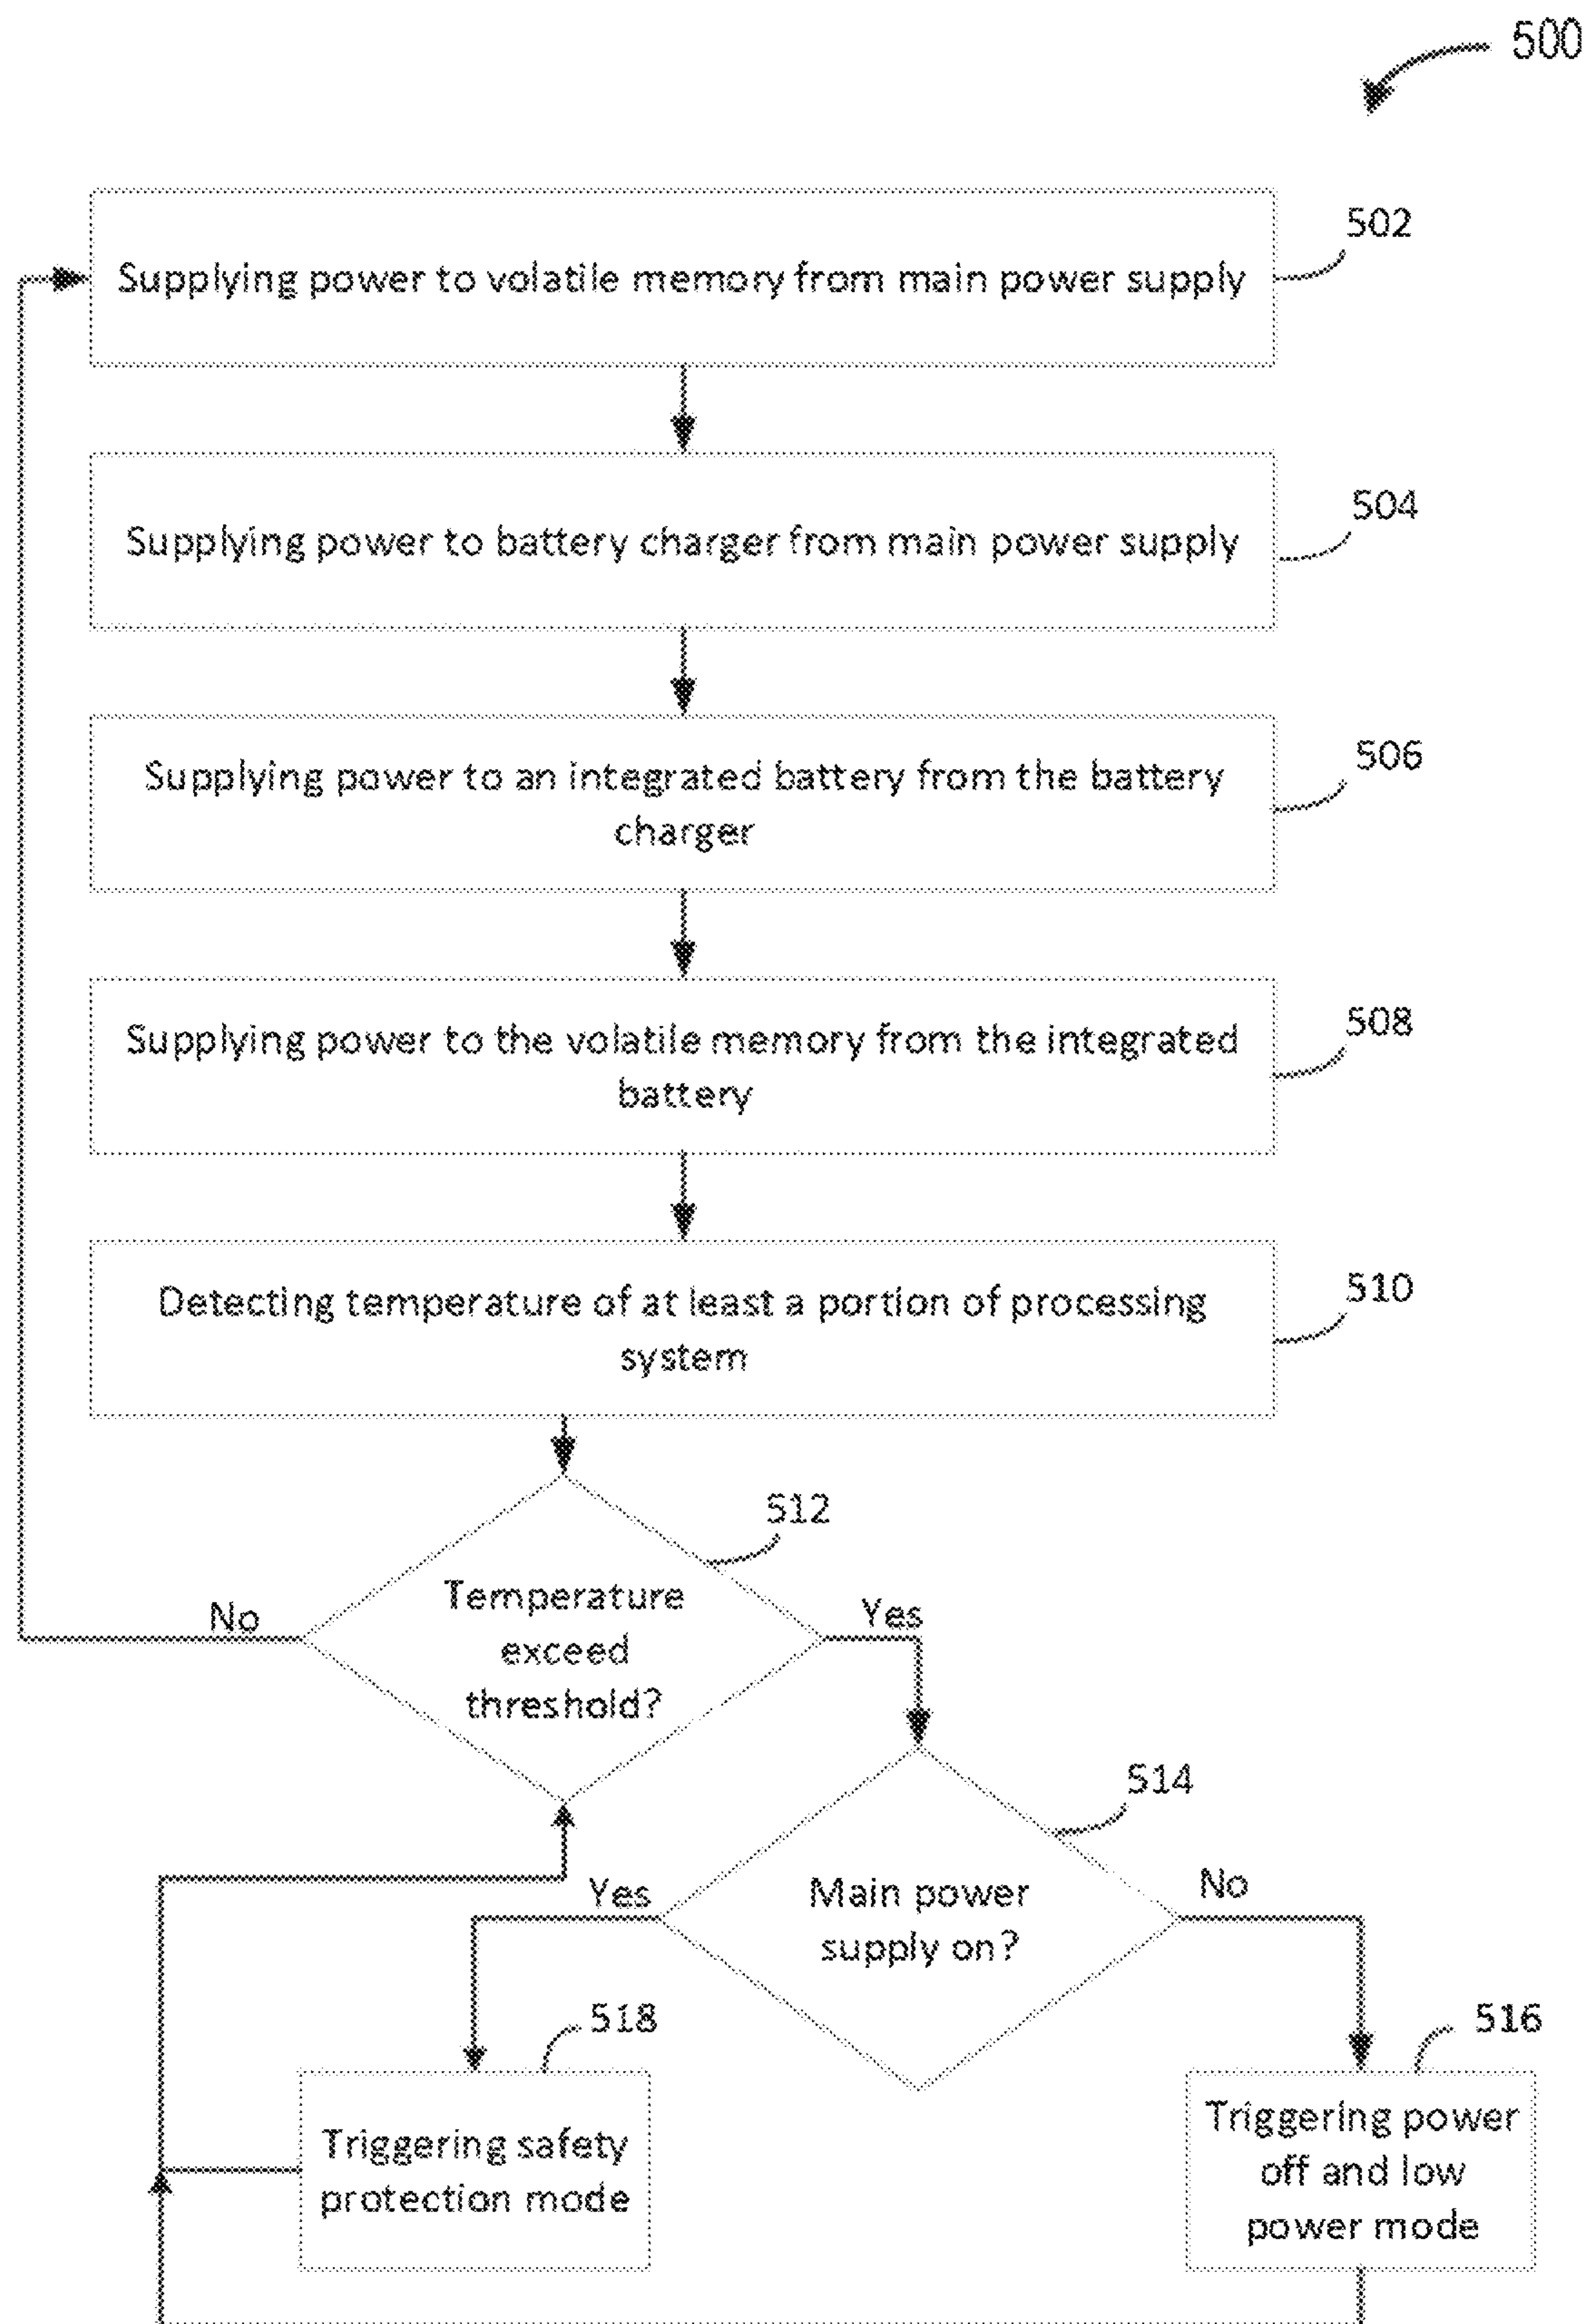 500
502
Supplying power to volatile memory from main power supply
504
Supplying power to battery charger from main power supply
506
Supplying power to an integrated battery from the battery
charger
508
Supplying power to the volatile memory from the integrated
battery
510
Detecting temperature of at least a portion of processing
system
512
No
Temperature
exceed
threshold?
Yes
514
Yes
Main power
supply on?
No
518
516
Triggering safety
protection mode
Triggering power
off and low
power mode